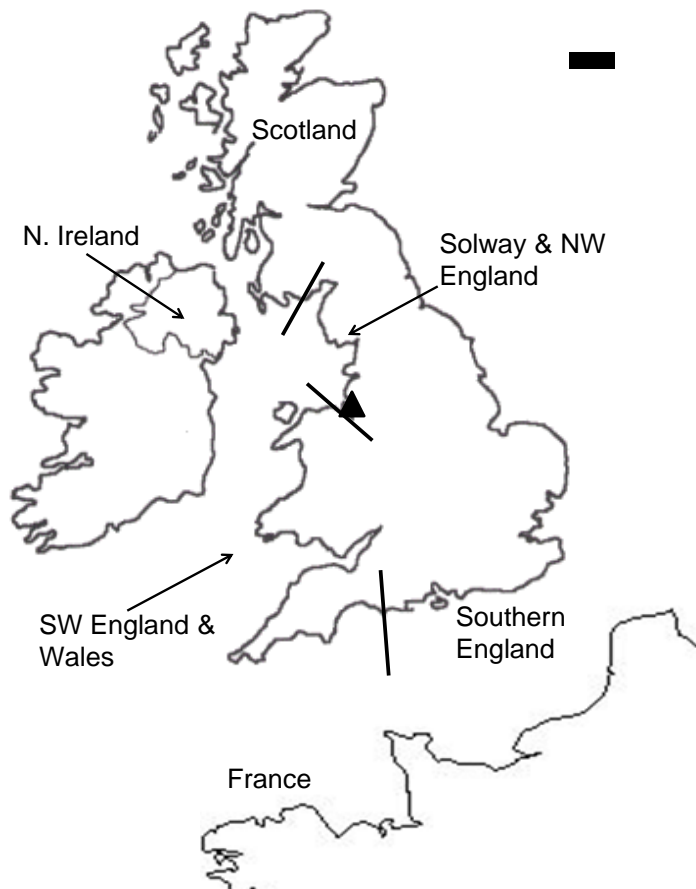 Scotland
N. Ireland
Solway & NW
England
SW England &
Wales
Southern
England
France